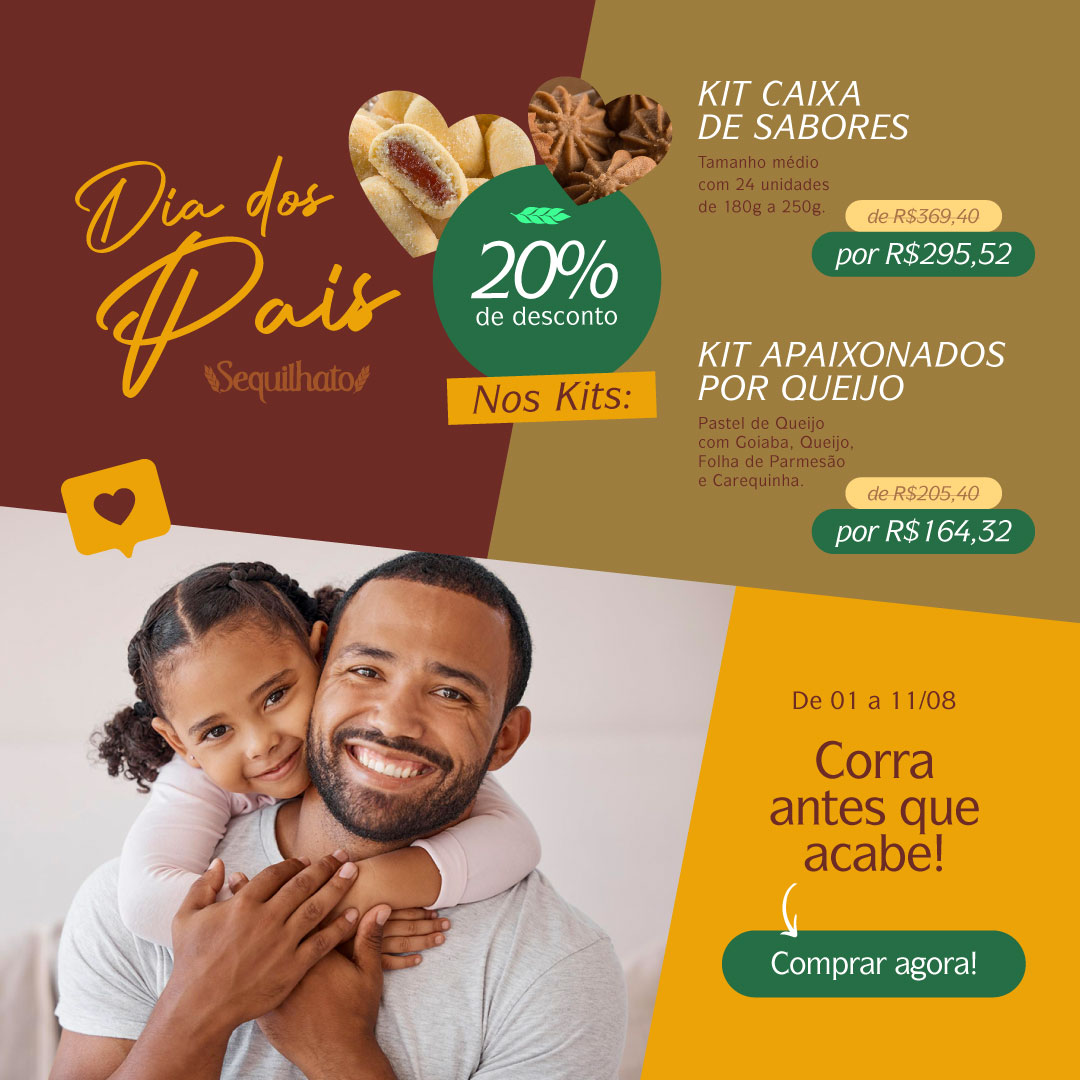 Dia dos
Pais
Sequilhato
20%
de desconto
Nos Kits:
KIT CAIXA
DE SABORES
Tamanho médio
com 24 unidades
de 180g a 250g.
de R$369,40
por R$295,52
KIT APAIXONADOS
POR QUEIJO
Pastel de Queijo
com Goiaba, Queijo,
Folha de Parmesão
e Carequinha.
de R$205,40
por R$164,32
De 01 a 11/08
Corra
antes que
acabe!
Comprar agora!